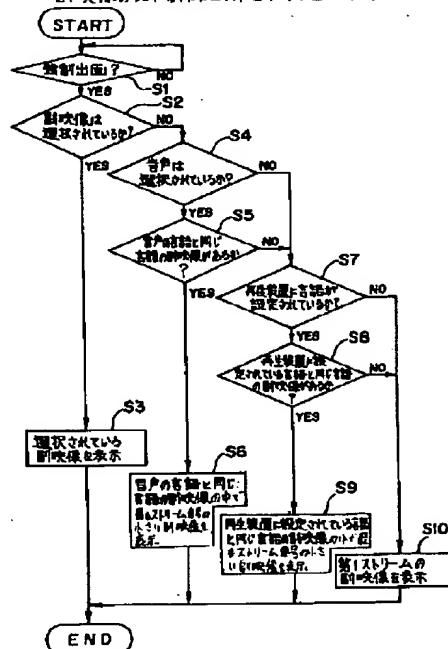 START
強制出画?
NO
S1
YES
S2
副映像は
選択されているか?
NO
YES
S4
音声は
選択されているか?
NO
YES
S5
音声の言語と同じ
言語の副映像があるか
?
NO
YES
S7
再生装置に言語が
設定されているか?
NO
YES
S8
再生装置に設
定されている言語と同じ言語
の副映像があるか
?
NO
YES
S3
選択されている
副映像を表示
S6
音声の言語と同じ
言語の副映像の中で
最もストリーム番号の
小さい副映像を
表示.
S9
再生装置に設定されている言語
と同じ言語の副映像の中で最
もストリーム番号の小さ
い副映像を表示.
S10
第1ストリームの
副映像を表示
END